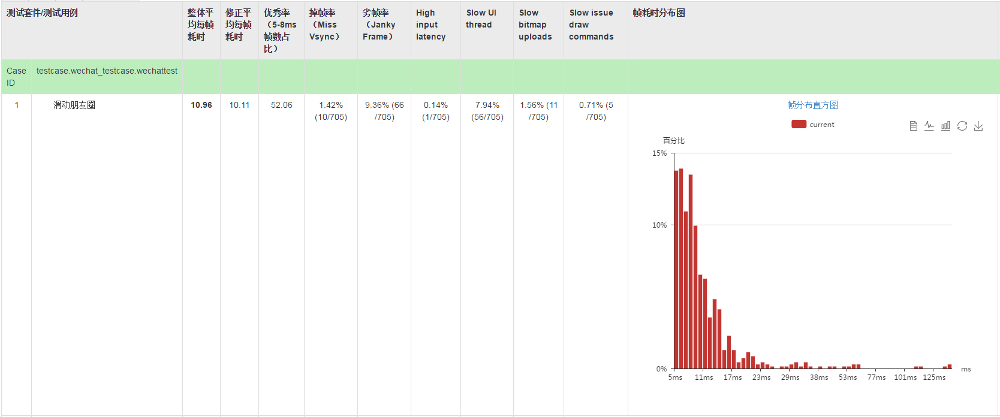 测试套件/测试用例
整体平
均每帧
耗时
修正平
均每帧
耗时
优秀率
（5-8ms
帧数占
比）
掉帧率
（Miss
Vsync）
劣帧率
（Janky
Frame）
High
input
latency
Slow UI
thread
Slow
bitmap
uploads
Slow issue
draw
commands
帧耗时分布图
Case
ID
testcase.wechat_testcase.wechattest
1
滑动朋友圈
10.96
10.11
52.06
1.42%
(10/705)
9.36% (66
/705)
0.14%
(1/705)
7.94%
(56/705)
1.56% (11
/705)
0.71% (5
/705)
帧分布直方图
current
百分比
15%
10%
0%
5ms 11ms 17ms 23ms 29ms 38ms 53ms 77ms 101ms 125ms ms